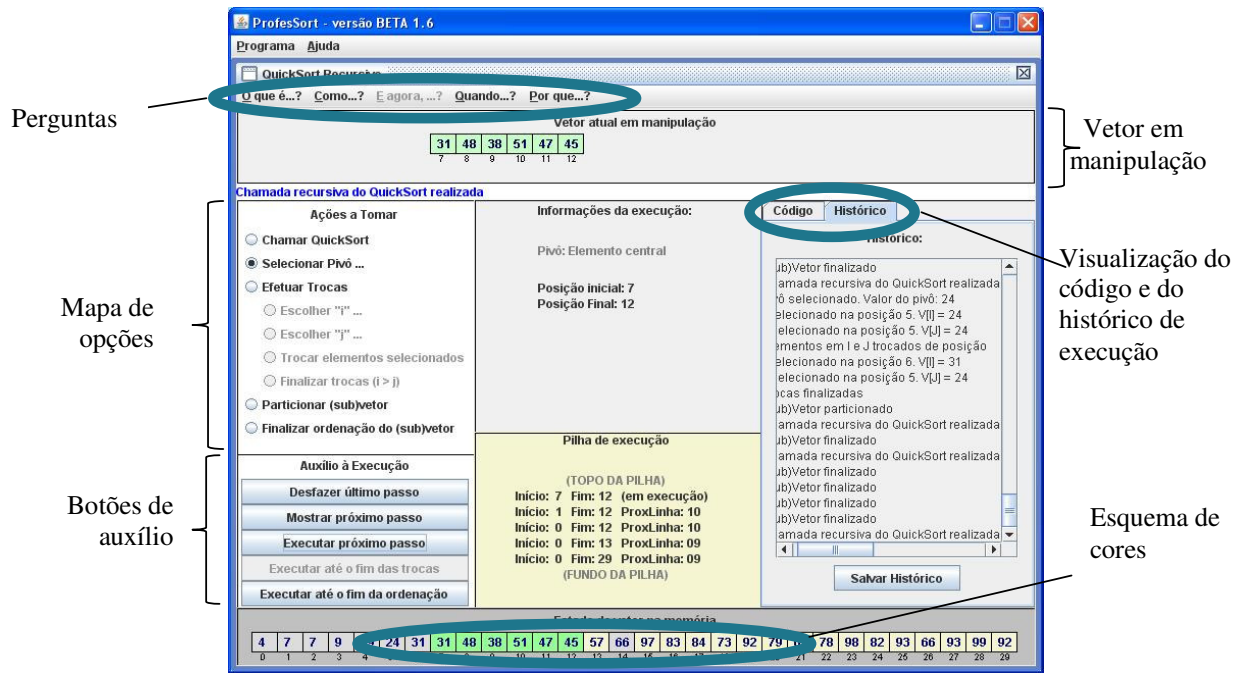 ProfesSort - versão BETA 1.6
Programa Ajuda
QuickSort Recursivo
O que é...? Como...? E agora, ...? Quando...? Por que...?
Perguntas
Vetor atual em manipulação
31 48 38 51 47 45
7 8 9 10 11 12
Vetor em
manipulação
Chamada recursiva do QuickSort realizada
Mapa de
opções
Ações a Tomar
Chamar QuickSort
Selecionar Pivô ...
Efetuar Trocas
Escolher "i" ...
Escolher "j" ...
Trocar elementos selecionados
Finalizar trocas (i > j)
Particionar (sub)vetor
Finalizar ordenação do (sub)vetor
Botões de
auxílio
Auxílio à Execução
Desfazer último passo
Mostrar próximo passo
Executar próximo passo
Executar até o fim das trocas
Executar até o fim da ordenação
Informações da execução:
Pivô: Elemento central
Posição inicial: 7
Posição Final: 12
Pilha de execução
(TOPO DA PILHA)
Início: 7 Fim: 12 (em execução)
Início: 1 Fim: 12 ProxLinha: 10
Início: 0 Fim: 12 ProxLinha: 10
Início: 0 Fim: 13 ProxLinha: 09
Início: 0 Fim: 29 ProxLinha: 09
(FUNDO DA PILHA)
Código Histórico
Histórico:
ub)Vetor finalizado
amada recursiva do QuickSort realizada
ô selecionado. Valor do pivô: 24
elecionado na posição 5. V[I] = 24
elecionado na posição 5. V[J] = 24
ementos em I e J trocados de posição
elecionado na posição 6. V[I] = 31
elecionado na posição 5. V[J] = 24
ocas finalizadas
ub)Vetor particionado
amada recursiva do QuickSort realizada
ub)Vetor finalizado
amada recursiva do QuickSort realizada
ub)Vetor finalizado
ub)Vetor finalizado
ub)Vetor finalizado
ub)Vetor finalizado
amada recursiva do QuickSort realizada
Salvar Histórico
Visualização do
código e do
histórico de
execução
Esquema de
cores
4 7 7 9 24 31 31 48 38 51 47 45 57 66 97 83 84 73 92 79 78 98 82 93 66 93 99 92
0 1 2 3 4 21 22 23 24 25 26 27 28 29